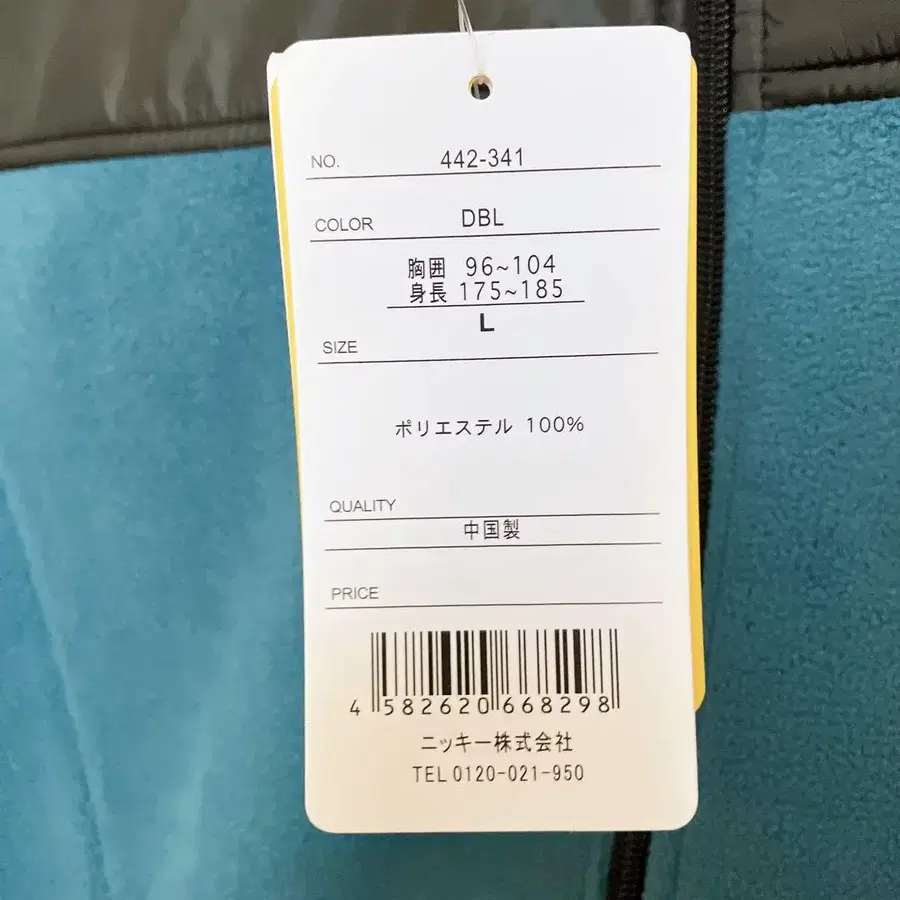 NO. 442-341
COLOR DBL
胸囲 96~104
身長 175~185
L
SIZE
ポリエステル 100%
QUALITY
中国製
PRICE
4 582620 668298
ニッキー株式会社
TEL 0120-021-950